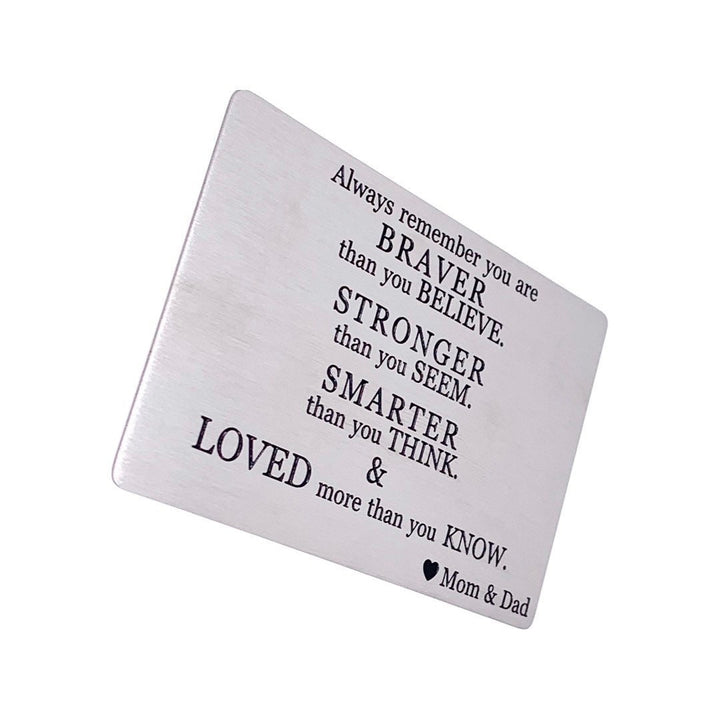 Always remember you are
BRAVER
than you BELIEVE.
STRONGER
than you SEEM.
SMARTER
than you THINK.
&
LOVED more than you KNOW.
♥ Mom & Dad